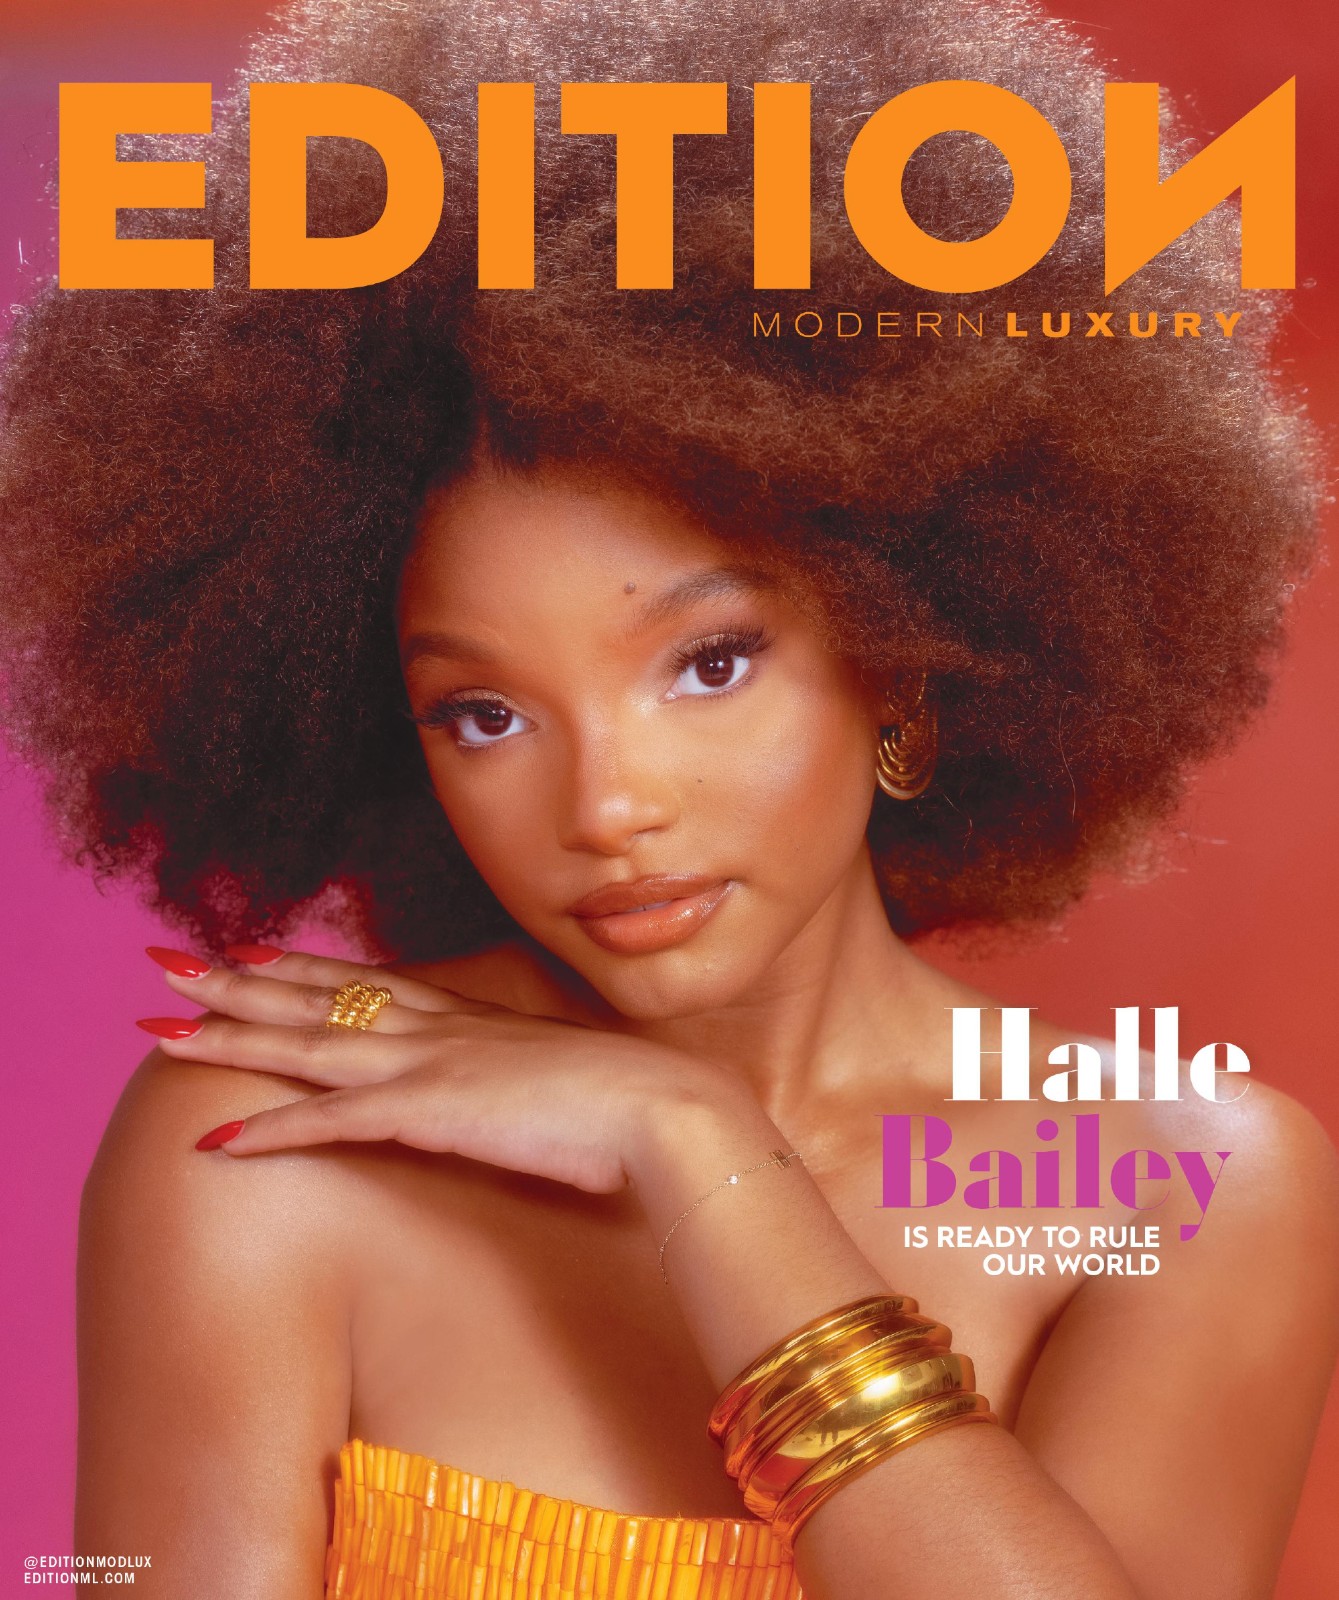 EDITION
MODERN LUXURY
Halle
Bailey
IS READY TO RULE
OUR WORLD
@EDITIONMODLUX
EDITIONML.COM